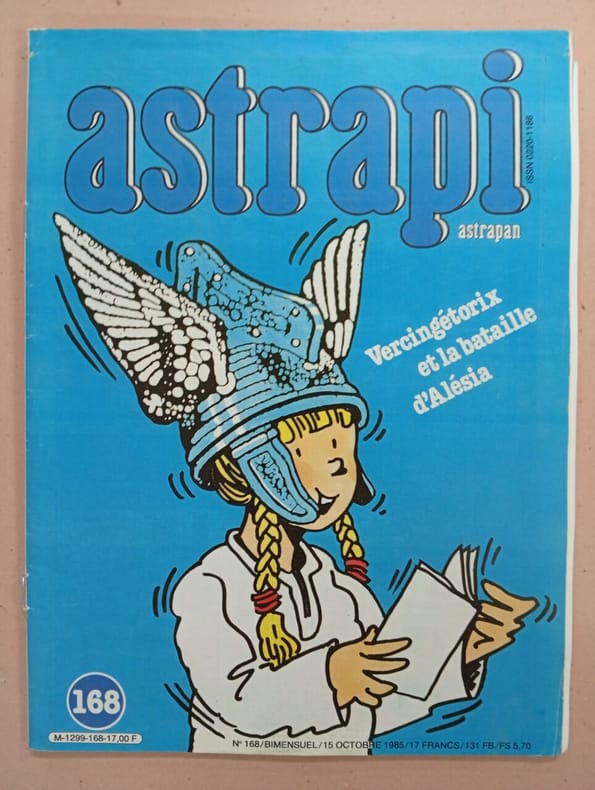 astrapi
ISSN 0220-1186
astrapan
Vercingétorix
et la bataille
d'Alésia
168
M-1299-168-17,00 F
N° 168/BIMENSUEL/15 OCTOBRE 1985/17 FRANCS/131 FB/FS 5,70